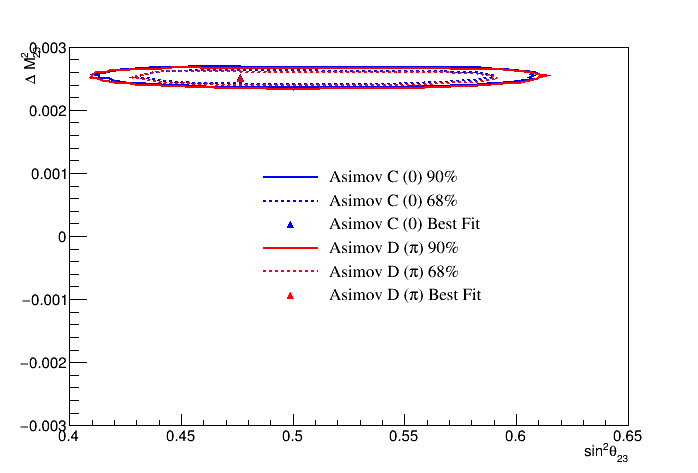 Δ M²₂₃
0.003
0.002
0.001
0
−0.001
−0.002
−0.003
Asimov C (0) 90%
Asimov C (0) 68%
Asimov C (0) Best Fit
Asimov D (π) 90%
Asimov D (π) 68%
Asimov D (π) Best Fit
0.4 0.45 0.5 0.55 0.6 0.65
sin²θ₂₃